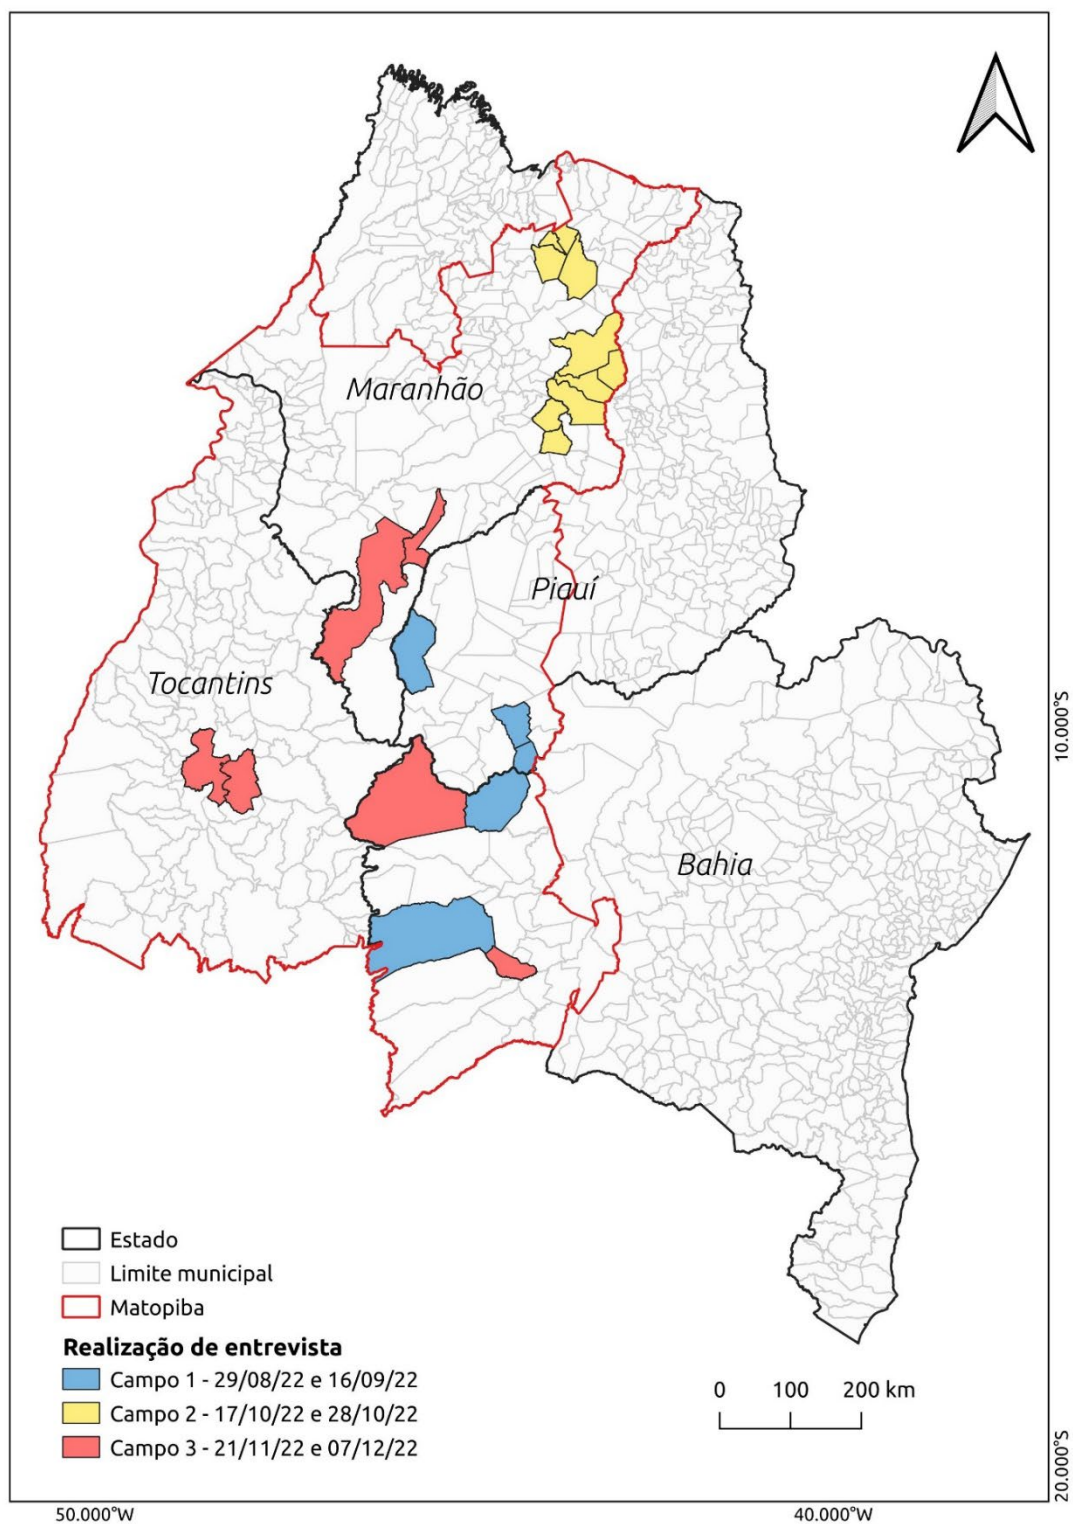 Maranhão
Piauí
Tocantins
10.000°S
Bahia
Estado
Limite municipal
Matopiba
Realização de entrevista
Campo 1 - 29/08/22 e 16/09/22
Campo 2 - 17/10/22 e 28/10/22
Campo 3 - 21/11/22 e 07/12/22
0 100 200 km
20.000°S
50.000°W 40.000°W